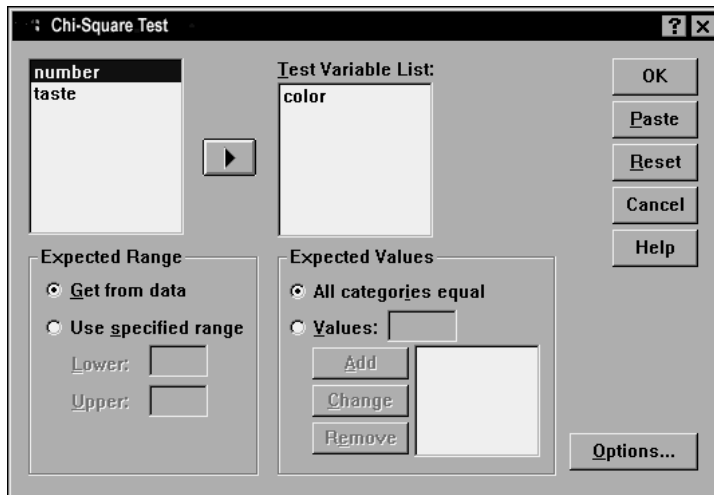 Chi-Square Test
number
taste
Test Variable List:
color
OK
Paste
Reset
Cancel
Help
Expected Range
Get from data
Use specified range
Lower:
Upper:
Expected Values
All categories equal
Values:
Add
Change
Remove
Options...